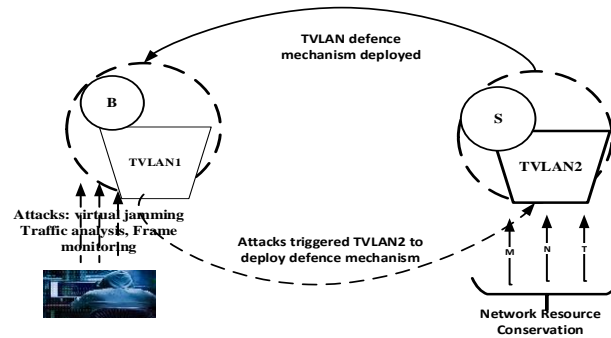 TVLAN defence
mechanism deployed
B
S
TVLAN1
TVLAN2
Attacks: virtual jamming
Traffic analysis, Frame
monitoring
Attacks triggered TVLAN2 to
deploy defence mechanism
M
N
T
Network Resource
Conservation